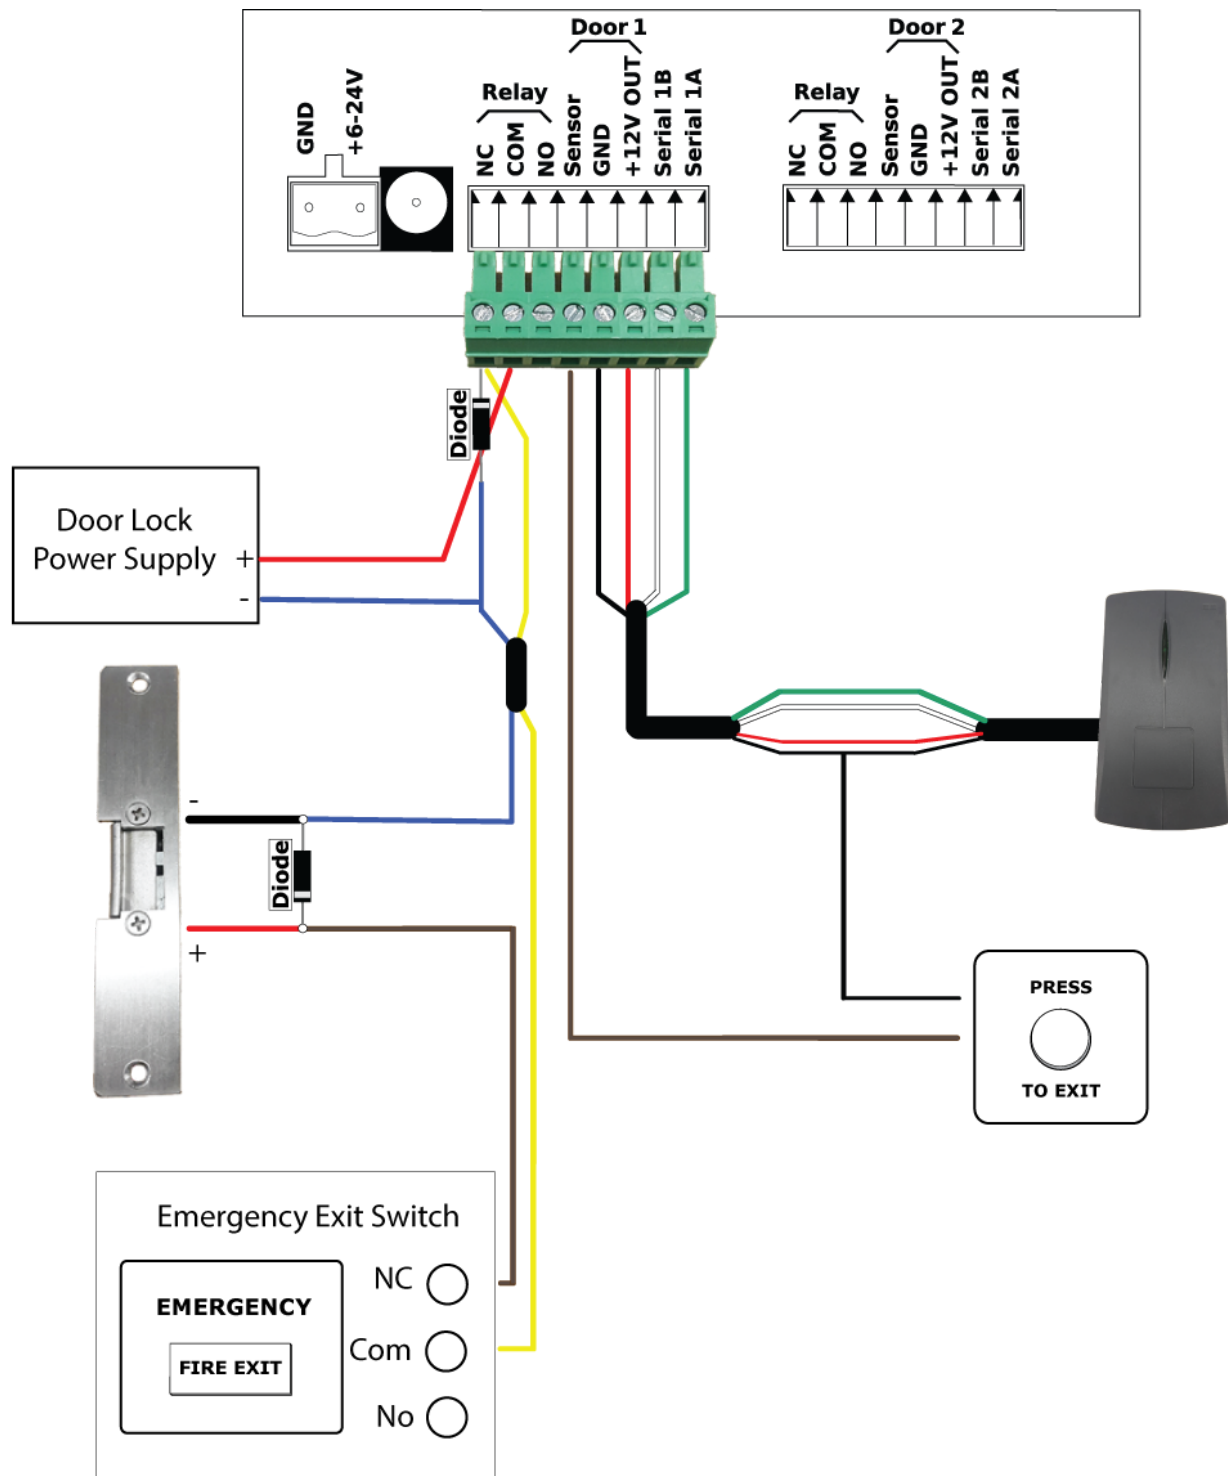 Door 1
Door 2
GND
+6-24V
Relay
NC
COM
NO
Sensor
GND
+12V OUT
Serial 1B
Serial 1A
Relay
NC
COM
NO
Sensor
GND
+12V OUT
Serial 2B
Serial 2A
Diode
Door Lock
Power Supply
+
-
-
Diode
+
PRESS
TO EXIT
Emergency Exit Switch
NC
EMERGENCY
Com
FIRE EXIT
No